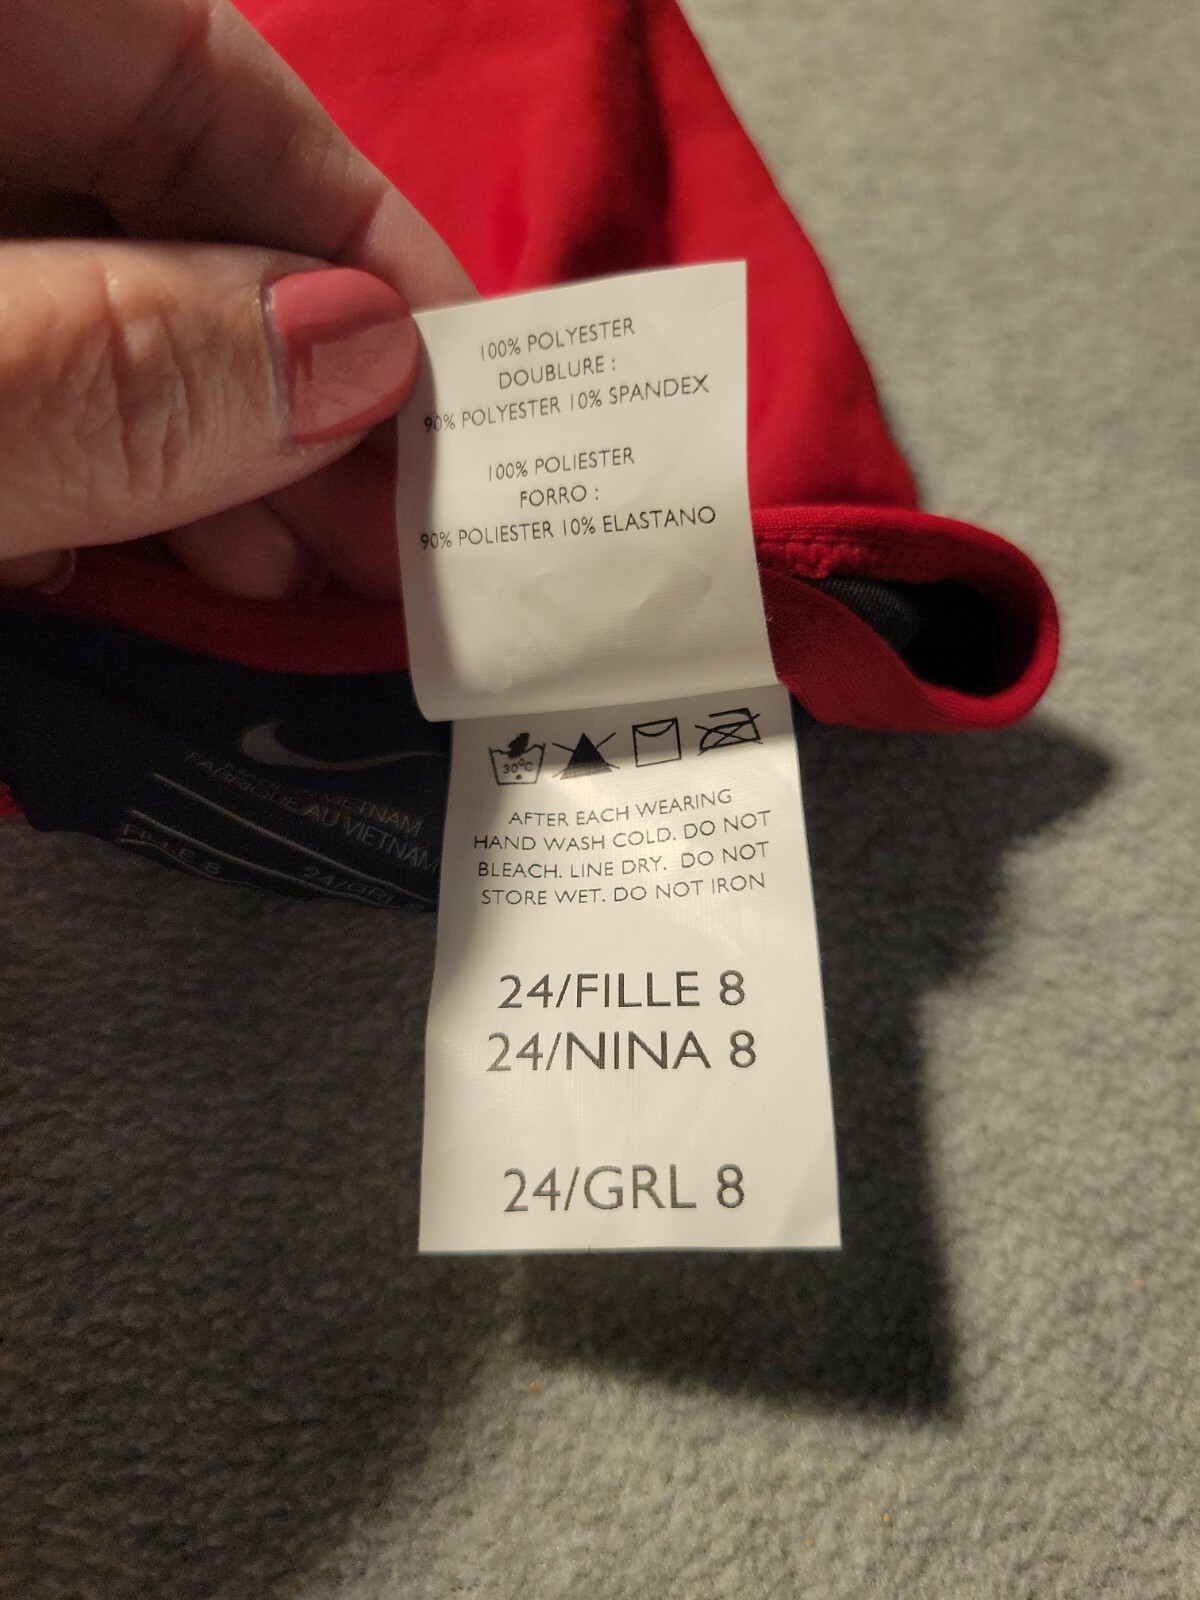 100% POLYESTER
DOUBLURE :
90% POLYESTER 10% SPANDEX
100% POLIESTER
FORRO :
90% POLIESTER 10% ELASTANO
30°C
AFTER EACH WEARING
HAND WASH COLD. DO NOT
BLEACH. LINE DRY. DO NOT
STORE WET. DO NOT IRON
24/FILLE 8
24/NINA 8
24/GRL 8
VIETNAM
FABRIQUE AU VIETNAM
FILLE 8
24/GRL